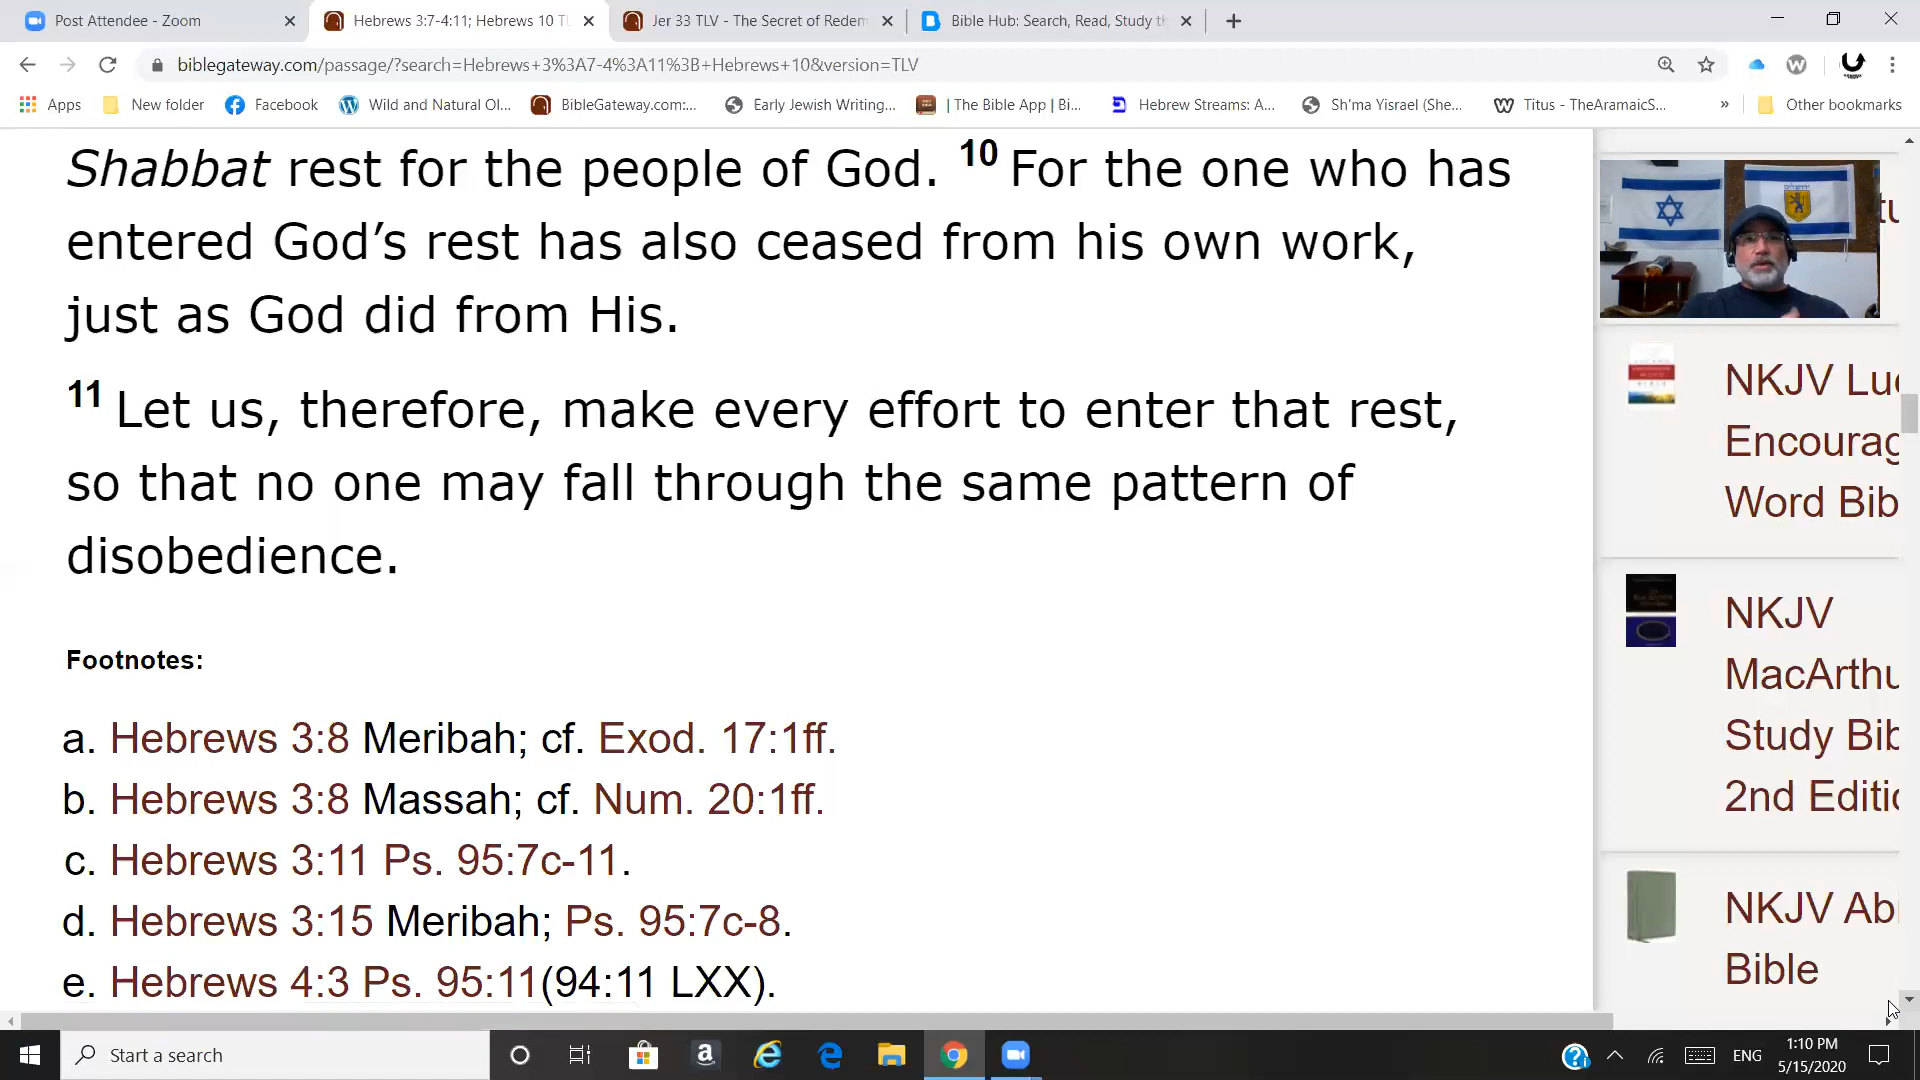 Post Attendee - Zoom
Hebrews 3:7-4:11; Hebrews 10 TL
Jer 33 TLV - The Secret of Redem
Bible Hub: Search, Read, Study th
biblegateway.com/passage/?search=Hebrews+3%3A7-4%3A11%3B+Hebrews+10&version=TLV
Apps
New folder
Facebook
Wild and Natural Ol...
BibleGateway.com:...
Early Jewish Writing...
| The Bible App | Bi...
Hebrew Streams: A...
Sh'ma Yisrael (She...
Titus - TheAramaicS...
»
Other bookmarks
Shabbat rest for the people of God. 10 For the one who has
entered God’s rest has also ceased from his own work,
just as God did from His.
11 Let us, therefore, make every effort to enter that rest,
so that no one may fall through the same pattern of
disobedience.
Footnotes:
a. Hebrews 3:8 Meribah; cf. Exod. 17:1ff.
b. Hebrews 3:8 Massah; cf. Num. 20:1ff.
c. Hebrews 3:11 Ps. 95:7c-11.
d. Hebrews 3:15 Meribah; Ps. 95:7c-8.
e. Hebrews 4:3 Ps. 95:11(94:11 LXX).
NKJV Luc
Encourag
Word Bib
NKJV
MacArthu
Study Bib
2nd Editio
NKJV Abi
Bible
Start a search
ENG
1:10 PM
5/15/2020